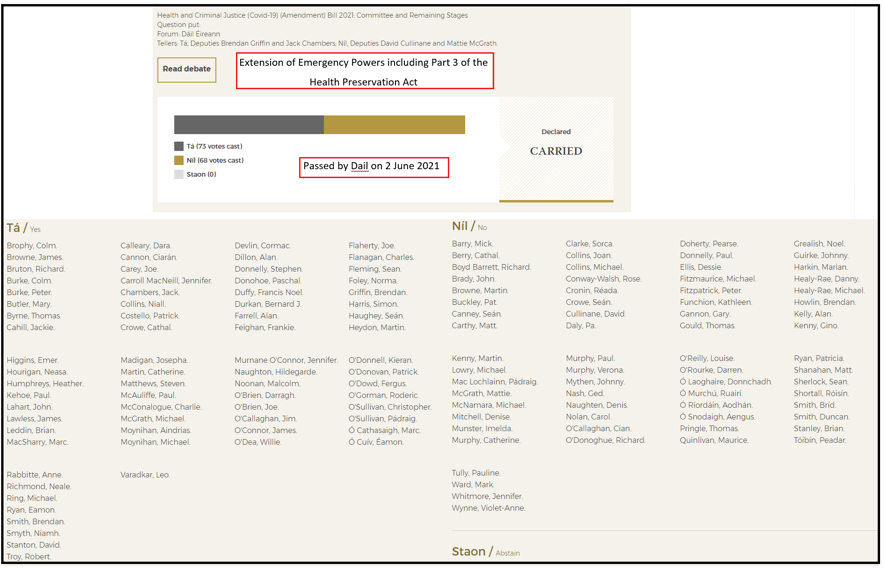 Health and Criminal Justice (Covid-19) (Amendment) Bill 2021: Committee and Remaining Stages
Question put.
Forum: Dáil Éireann
Tellers: Tá, Deputies Brendan Griffin and Jack Chambers; Níl, Deputies David Cullinane and Mattie McGrath.
Read debate
Extension of Emergency Powers including Part 3 of the
Health Preservation Act
Tá (73 votes cast)
Níl (68 votes cast)
Staon (0)
Passed by Dail on 2 June 2021
Declared
CARRIED
Tá / Yes
Brophy, Colm. Calleary, Dara. Devlin, Cormac. Flaherty, Joe.
Browne, James. Cannon, Ciarán. Dillon, Alan. Flanagan, Charles.
Bruton, Richard. Carey, Joe. Donnelly, Stephen. Fleming, Sean.
Burke, Colm. Carroll MacNeill, Jennifer. Donohoe, Paschal. Foley, Norma.
Burke, Peter. Chambers, Jack. Duffy, Francis Noel. Griffin, Brendan.
Butler, Mary. Collins, Niall. Durkan, Bernard J. Harris, Simon.
Byrne, Thomas. Costello, Patrick. Farrell, Alan. Haughey, Seán.
Cahill, Jackie. Crowe, Cathal. Feighan, Frankie. Heydon, Martin.
Higgins, Emer. Madigan, Josepha. Murnane O'Connor, Jennifer. O'Donnell, Kieran.
Hourigan, Neasa. Martin, Catherine. Naughton, Hildegarde. O'Donovan, Patrick.
Humphreys, Heather. Matthews, Steven. Noonan, Malcolm. O'Dowd, Fergus.
Kehoe, Paul. McAuliffe, Paul. O'Brien, Darragh. O'Gorman, Roderic.
Lahart, John. McConalogue, Charlie. O'Brien, Joe. O'Sullivan, Christopher.
Lawless, James. McGrath, Michael. O'Callaghan, Jim. O'Sullivan, Pádraig.
Leddin, Brian. Moynihan, Aindrias. O'Connor, James. Ó Cathasaigh, Marc.
MacSharry, Marc. Moynihan, Michael. O'Dea, Willie. Ó Cuív, Éamon.
Rabbitte, Anne. Varadkar, Leo.
Richmond, Neale.
Ring, Michael.
Ryan, Eamon.
Smith, Brendan.
Smyth, Niamh.
Stanton, David.
Troy, Robert.
Níl / No
Barry, Mick. Clarke, Sorca. Doherty, Pearse. Grealish, Noel.
Berry, Cathal. Collins, Joan. Donnelly, Paul. Guirke, Johnny.
Boyd Barrett, Richard. Collins, Michael. Ellis, Dessie. Harkin, Marian.
Brady, John. Conway-Walsh, Rose. Fitzmaurice, Michael. Healy-Rae, Danny.
Browne, Martin. Cronin, Réada. Fitzpatrick, Peter. Healy-Rae, Michael.
Buckley, Pat. Crowe, Seán. Funchion, Kathleen. Howlin, Brendan.
Canney, Seán. Cullinane, David. Gannon, Gary. Kelly, Alan.
Carthy, Matt. Daly, Pa. Gould, Thomas. Kenny, Gino.
Kenny, Martin. Murphy, Paul. O'Reilly, Louise. Ryan, Patricia.
Lowry, Michael. Murphy, Verona. O'Rourke, Darren. Shanahan, Matt.
Mac Lochlainn, Pádraig. Mythen, Johnny. Ó Laoghaire, Donnchadh. Sherlock, Sean.
McGrath, Mattie. Nash, Ged. Ó Murchú, Ruairí. Shortall, Róisín.
McNamara, Michael. Naughten, Denis. Ó Ríordáin, Aodhán. Smith, Bríd.
Mitchell, Denise. Nolan, Carol. Ó Snodaigh, Aengus. Smith, Duncan.
Munster, Imelda. O'Callaghan, Cian. Pringle, Thomas. Stanley, Brian.
Murphy, Catherine. O'Donoghue, Richard. Quinlivan, Maurice. Tóibín, Peadar.
Tully, Pauline.
Ward, Mark.
Whitmore, Jennifer.
Wynne, Violet-Anne.
Staon / Abstain